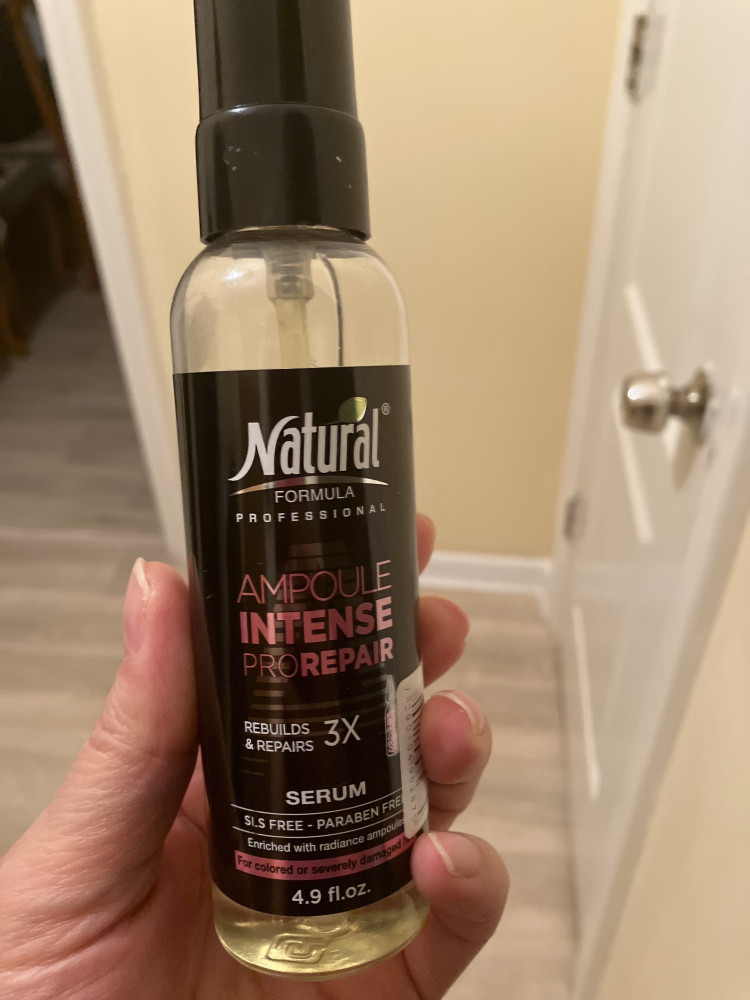 Natural®
FORMULA
PROFESSIONAL
AMPOULE
INTENSE
PROREPAIR
REBUILDS
& REPAIRS 3X
SERUM
SLS FREE - PARABEN FREE
Enriched with radiance ampoules
For colored or severely damaged
4.9 fl.oz.